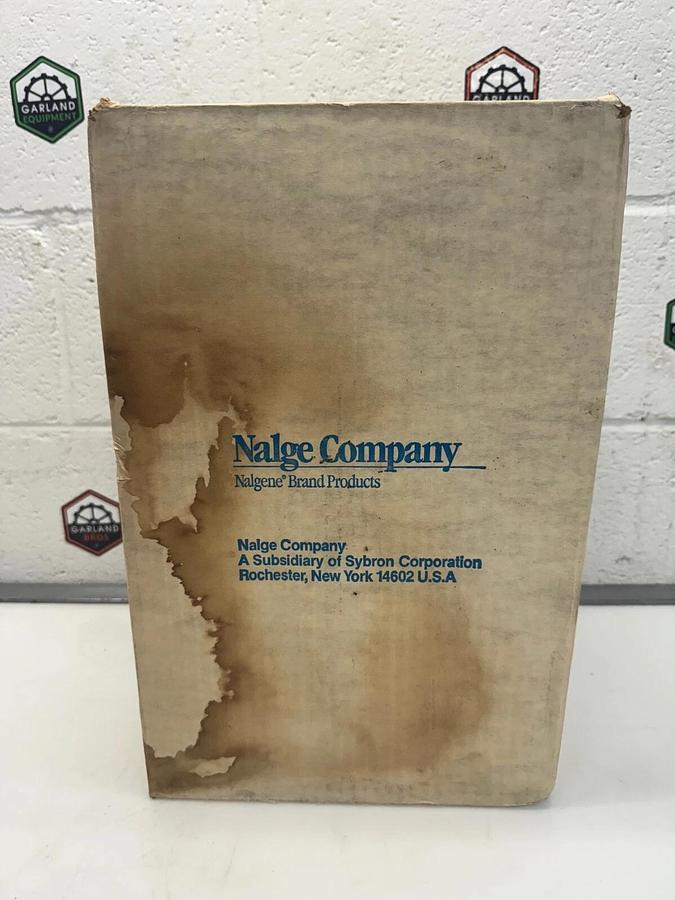 GARLAND
EQUIPMENT
GARLAND
Nalge Company
Nalgene® Brand Products
GARLAND
BROS
Nalge Company
A Subsidiary of Sybron Corporation
Rochester, New York 14602 U.S.A